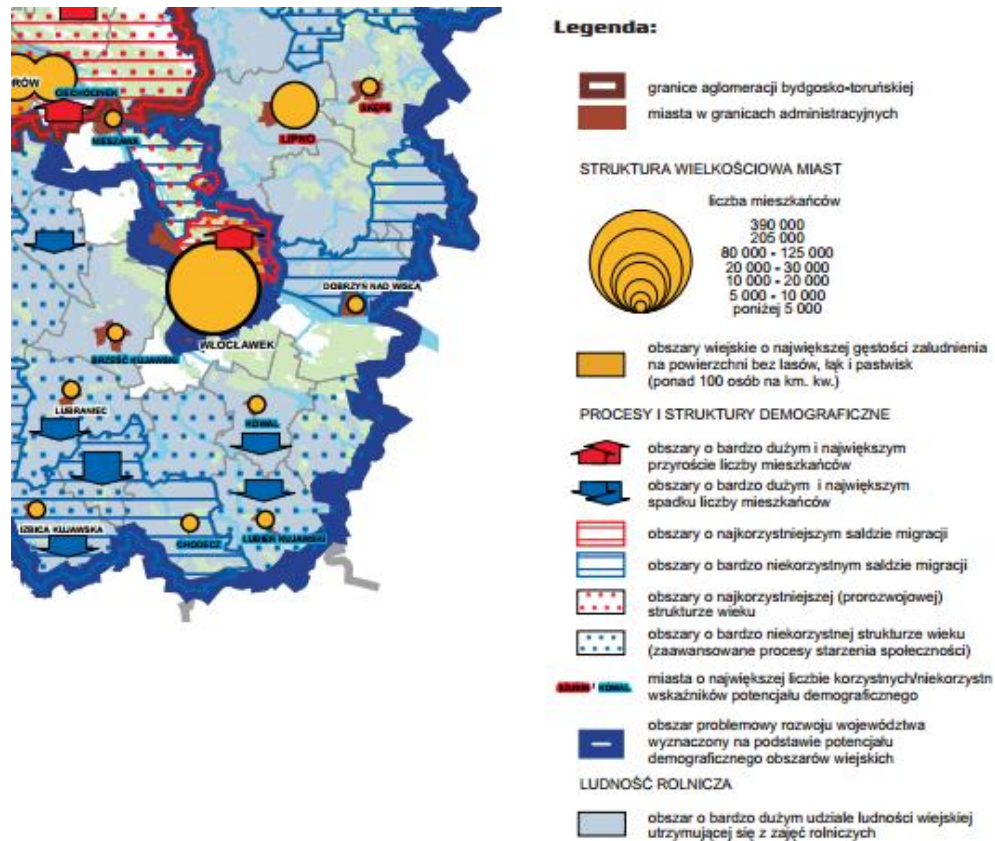 RÓW
CIECHOCINEK
NIESZAWA
LIPNO
SKĘPE
DOBRZYŃ NAD WISŁĄ
WŁOCŁAWEK
BRZEŚĆ KUJAWSKI
LUBRANIEC
KOWAL
IZBICA KUJAWSKA
CHODECZ
LUBIEŃ KUJAWSKI
Legenda:
granice aglomeracji bydgosko-toruńskiej
miasta w granicach administracyjnych
STRUKTURA WIELKOŚCIOWA MIAST
liczba mieszkańców
390 000
205 000
80 000 - 125 000
20 000 - 30 000
10 000 - 20 000
5 000 - 10 000
poniżej 5 000
obszary wiejskie o największej gęstości zaludnienia
na powierzchni bez lasów, łąk i pastwisk
(ponad 100 osób na km. kw.)
PROCESY I STRUKTURY DEMOGRAFICZNE
obszary o bardzo dużym i największym
przyroście liczby mieszkańców
obszary o bardzo dużym i największym
spadku liczby mieszkańców
obszary o najkorzystniejszym saldzie migracji
obszary o bardzo niekorzystnym saldzie migracji
obszary o najkorzystniejszej (prorozwojowej)
strukturze wieku
obszary o bardzo niekorzystnej strukturze wieku
(zaawansowane procesy starzenia społeczności)
SZUBIN / KOWAL miasta o największej liczbie korzystnych/niekorzystn
wskaźników potencjału demograficznego
obszar problemowy rozwoju województwa
wyznaczony na podstawie potencjału
demograficznego obszarów wiejskich
LUDNOŚĆ ROLNICZA
obszar o bardzo dużym udziale ludności wiejskiej
utrzymującej się z zajęć rolniczych